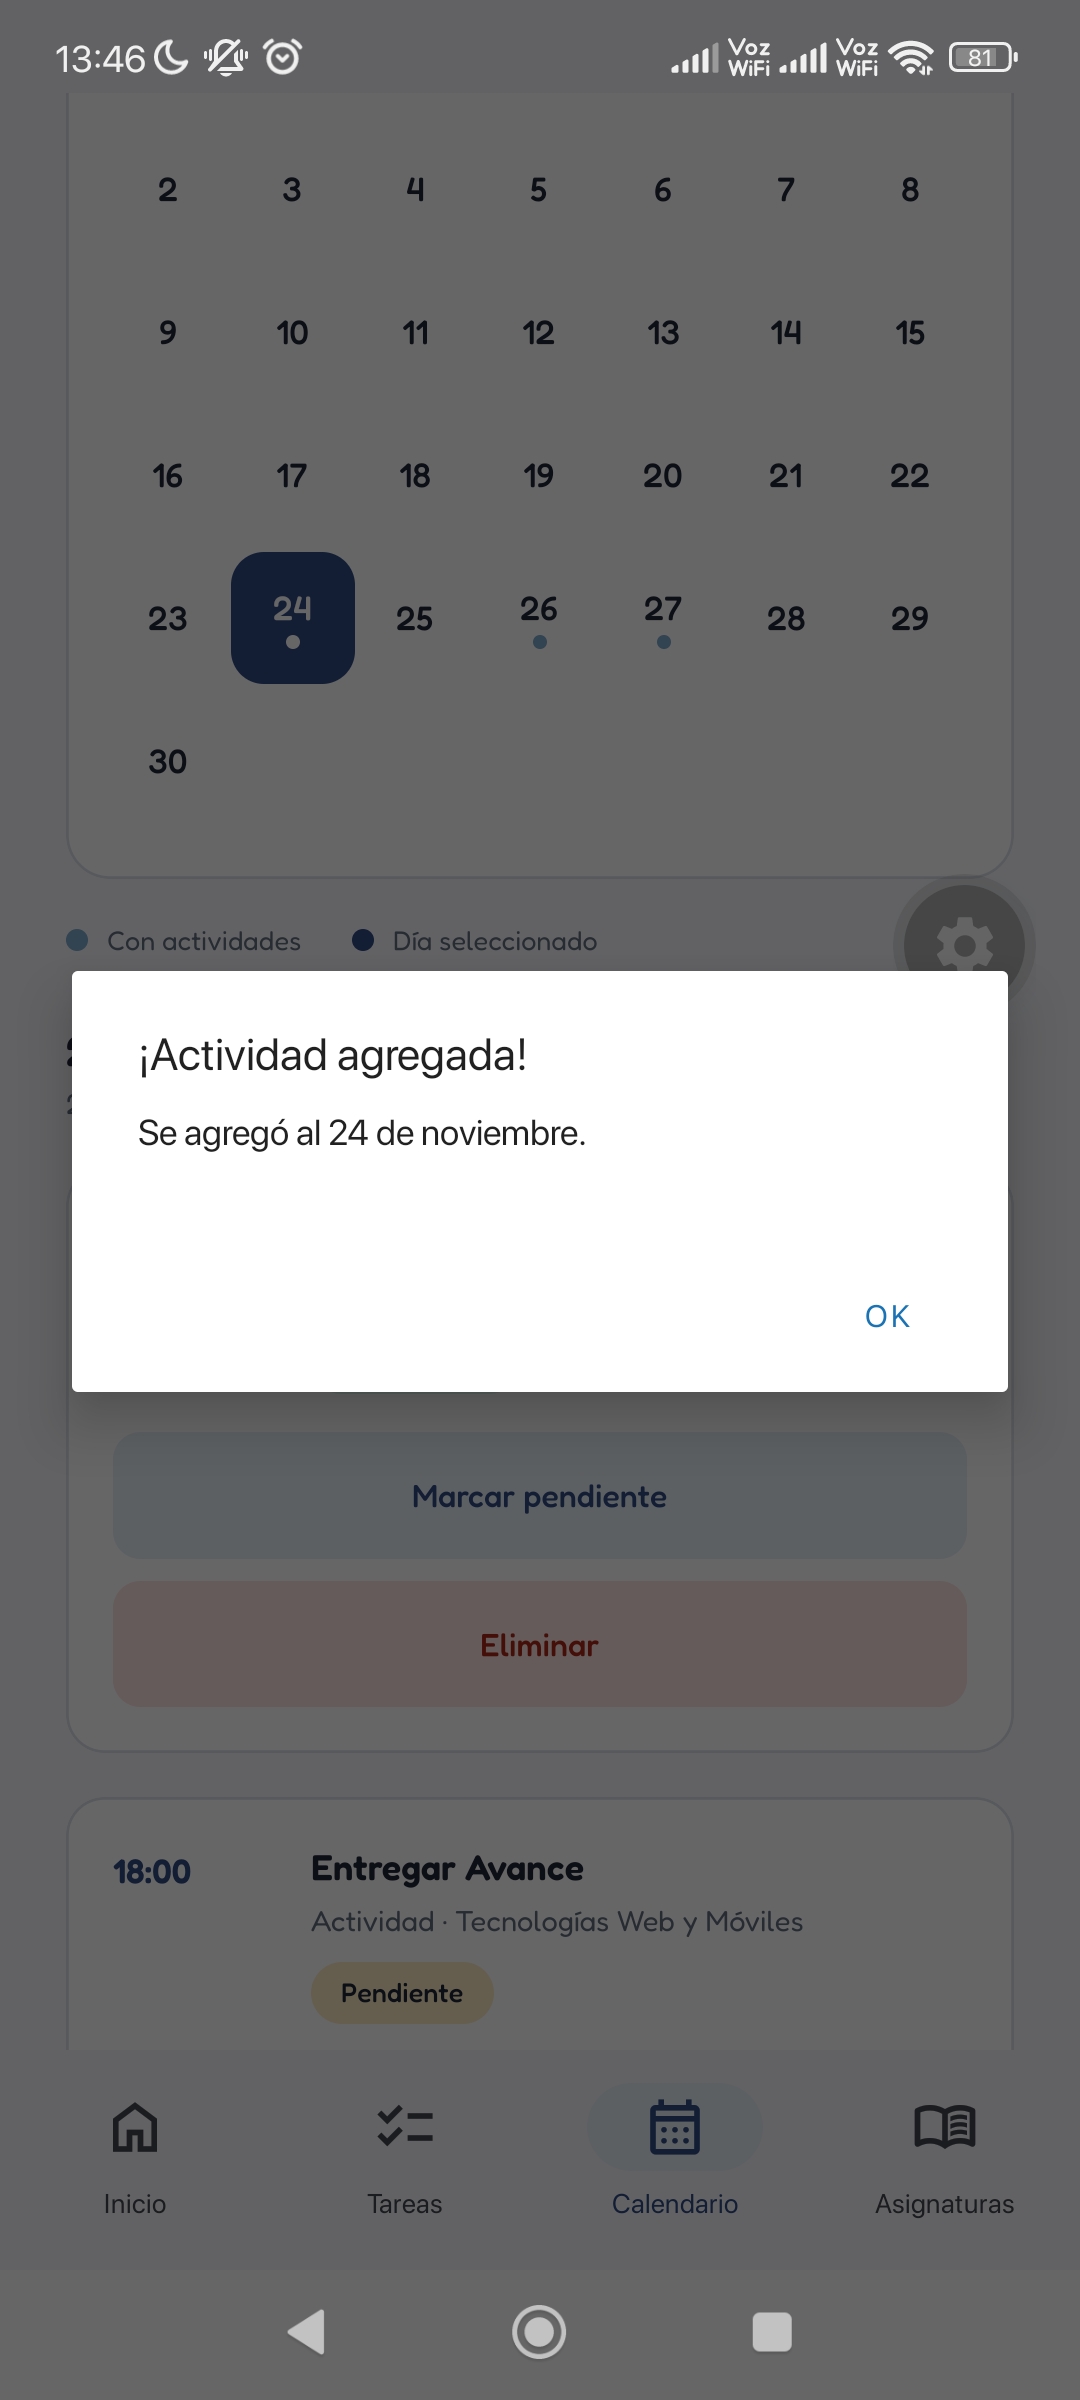 13:46 Voz WiFi Voz WiFi 81
2 3 4 5 6 7 8
9 10 11 12 13 14 15
16 17 18 19 20 21 22
23 24 25 26 27 28 29
30
Con actividades Día seleccionado
¡Actividad agregada!
Se agregó al 24 de noviembre.
OK
Marcar pendiente
Eliminar
18:00 Entregar Avance
Actividad · Tecnologías Web y Móviles
Pendiente
Inicio Tareas Calendario Asignaturas